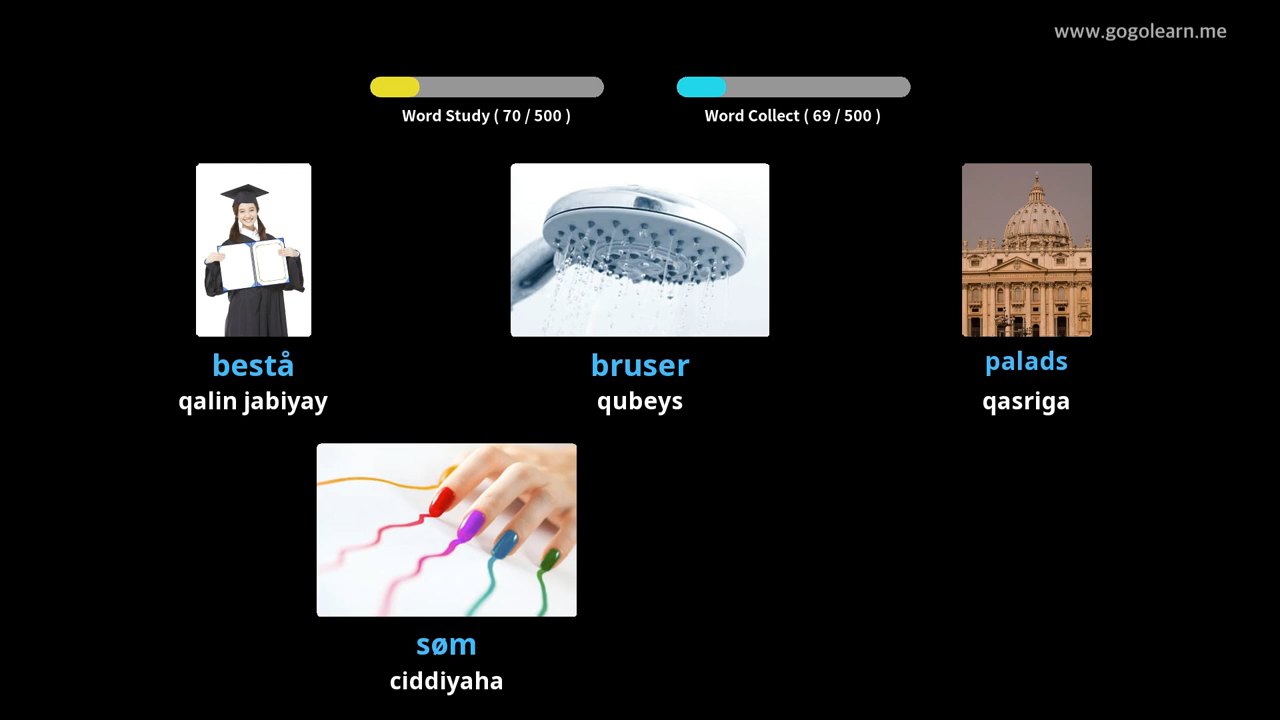 www.gogolearn.me
Word Study ( 70 / 500 )
Word Collect ( 69 / 500 )
bestå
qalin jabiyay
bruser
qubeys
palads
qasriga
søm
ciddiyaha